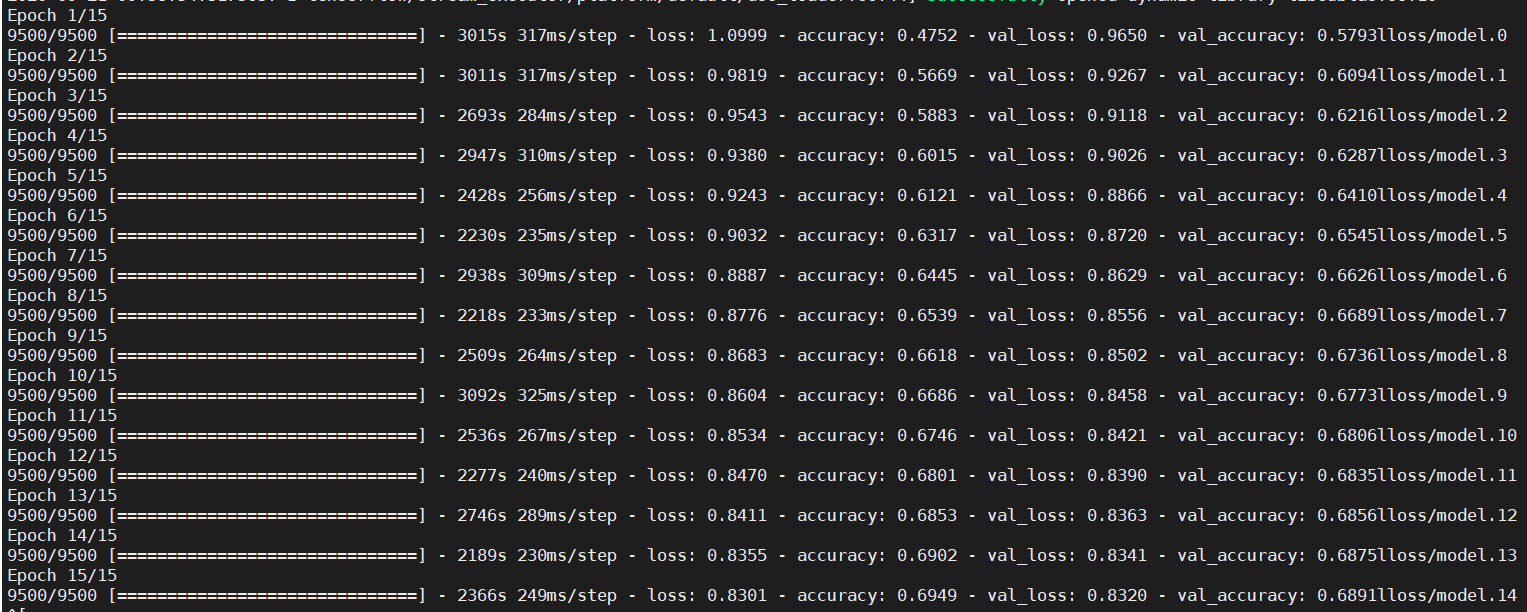 Successfully opened dynamic library
Epoch 1/15
9500/9500 [==============================] - 3015s 317ms/step - loss: 1.0999 - accuracy: 0.4752 - val_loss: 0.9650 - val_accuracy: 0.5793lloss/model.0
Epoch 2/15
9500/9500 [==============================] - 3011s 317ms/step - loss: 0.9819 - accuracy: 0.5669 - val_loss: 0.9267 - val_accuracy: 0.6094lloss/model.1
Epoch 3/15
9500/9500 [==============================] - 2693s 284ms/step - loss: 0.9543 - accuracy: 0.5883 - val_loss: 0.9118 - val_accuracy: 0.6216lloss/model.2
Epoch 4/15
9500/9500 [==============================] - 2947s 310ms/step - loss: 0.9380 - accuracy: 0.6015 - val_loss: 0.9026 - val_accuracy: 0.6287lloss/model.3
Epoch 5/15
9500/9500 [==============================] - 2428s 256ms/step - loss: 0.9243 - accuracy: 0.6121 - val_loss: 0.8866 - val_accuracy: 0.6410lloss/model.4
Epoch 6/15
9500/9500 [==============================] - 2230s 235ms/step - loss: 0.9032 - accuracy: 0.6317 - val_loss: 0.8720 - val_accuracy: 0.6545lloss/model.5
Epoch 7/15
9500/9500 [==============================] - 2938s 309ms/step - loss: 0.8887 - accuracy: 0.6445 - val_loss: 0.8629 - val_accuracy: 0.6626lloss/model.6
Epoch 8/15
9500/9500 [==============================] - 2218s 233ms/step - loss: 0.8776 - accuracy: 0.6539 - val_loss: 0.8556 - val_accuracy: 0.6689lloss/model.7
Epoch 9/15
9500/9500 [==============================] - 2509s 264ms/step - loss: 0.8683 - accuracy: 0.6618 - val_loss: 0.8502 - val_accuracy: 0.6736lloss/model.8
Epoch 10/15
9500/9500 [==============================] - 3092s 325ms/step - loss: 0.8604 - accuracy: 0.6686 - val_loss: 0.8458 - val_accuracy: 0.6773lloss/model.9
Epoch 11/15
9500/9500 [==============================] - 2536s 267ms/step - loss: 0.8534 - accuracy: 0.6746 - val_loss: 0.8421 - val_accuracy: 0.6806lloss/model.10
Epoch 12/15
9500/9500 [==============================] - 2277s 240ms/step - loss: 0.8470 - accuracy: 0.6801 - val_loss: 0.8390 - val_accuracy: 0.6835lloss/model.11
Epoch 13/15
9500/9500 [==============================] - 2746s 289ms/step - loss: 0.8411 - accuracy: 0.6853 - val_loss: 0.8363 - val_accuracy: 0.6856lloss/model.12
Epoch 14/15
9500/9500 [==============================] - 2189s 230ms/step - loss: 0.8355 - accuracy: 0.6902 - val_loss: 0.8341 - val_accuracy: 0.6875lloss/model.13
Epoch 15/15
9500/9500 [==============================] - 2366s 249ms/step - loss: 0.8301 - accuracy: 0.6949 - val_loss: 0.8320 - val_accuracy: 0.6891lloss/model.14